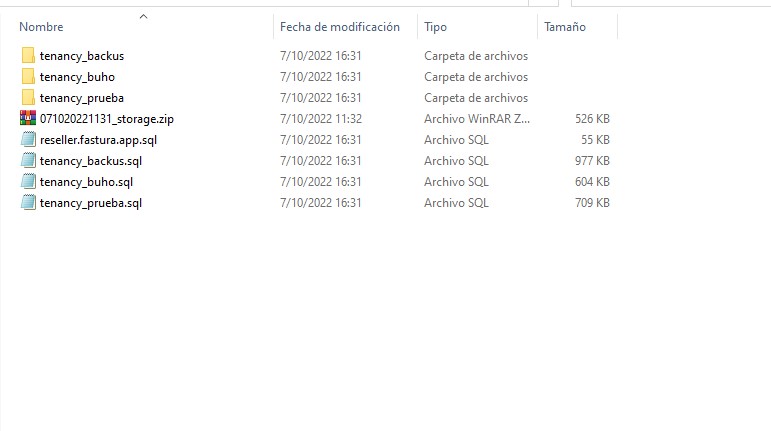 Nombre Fecha de modificación Tipo Tamaño
tenancy_backus 7/10/2022 16:31 Carpeta de archivos
tenancy_buho 7/10/2022 16:31 Carpeta de archivos
tenancy_prueba 7/10/2022 16:31 Carpeta de archivos
071020221131_storage.zip 7/10/2022 11:32 Archivo WinRAR Z... 526 KB
reseller.fastura.app.sql 7/10/2022 16:31 Archivo SQL 55 KB
tenancy_backus.sql 7/10/2022 16:31 Archivo SQL 977 KB
tenancy_buho.sql 7/10/2022 16:31 Archivo SQL 604 KB
tenancy_prueba.sql 7/10/2022 16:31 Archivo SQL 709 KB